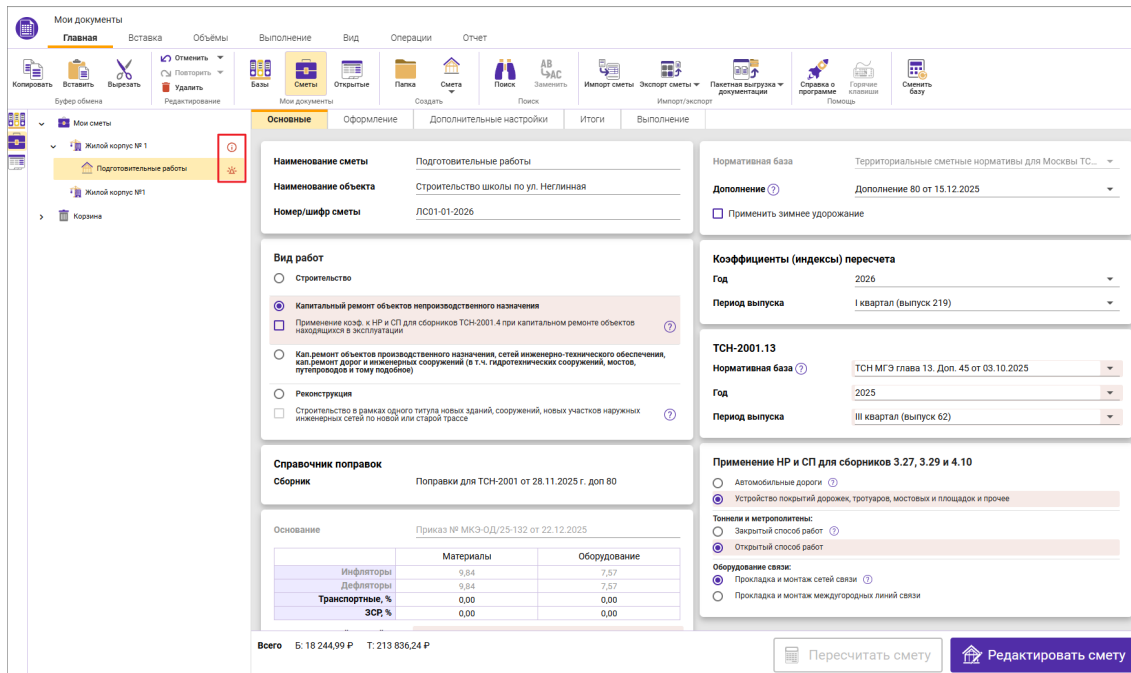 Мои документы
Главная Вставка Объёмы Выполнение Вид Операции Отчет
Копировать Вставить Вырезать Отменить Повторить Удалить Базы Сметы Открытые Папка Смета Поиск AB AC Заменить Импорт сметы Экспорт сметы Пакетная выгрузка документации Справка о программе Горячие клавиши Сменить базу
Буфер обмена Редактирование Мои документы Создать Поиск Импорт/экспорт Помощь
Мои сметы
Жилой корпус № 1
Подготовительные работы
Жилой корпус №1
Корзина
Основные Оформление Дополнительные настройки Итоги Выполнение
Наименование сметы Подготовительные работы
Наименование объекта Строительство школы по ул. Неглинная
Номер/шифр сметы ЛС01-01-2026
Вид работ
Строительство
Капитальный ремонт объектов непроизводственного назначения
Применение коэф. к НР и СП для сборников ТСН-2001.4 при капитальном ремонте объектов
находящихся в эксплуатации
Кап.ремонт объектов производственного назначения, сетей инженерно-технического обеспечения,
кап.ремонт дорог и инженерных сооружений (в т.ч. гидротехнических сооружений, мостов,
путепроводов и тому подобное)
Реконструкция
Строительство в рамках одного титула новых зданий, сооружений, новых участков наружных
инженерных сетей по новой или старой трассе
Справочник поправок
Сборник Поправки для ТСН-2001 от 28.11.2025 г. доп 80
Основание Приказ № МКЭ-ОД/25-132 от 22.12.2025
Материалы Оборудование
Инфляторы 9,84 7,57
Дефляторы 9,84 7,57
Транспортные, % 0,00 0,00
ЗСР, % 0,00 0,00
Нормативная база Территориальные сметные нормативы для Москвы ТС...
Дополнение ? Дополнение 80 от 15.12.2025
Применить зимнее удорожание
Коэффициенты (индексы) пересчета
Год 2026
Период выпуска I квартал (выпуск 219)
ТСН-2001.13
Нормативная база ? ТСН МГЭ глава 13. Доп. 45 от 03.10.2025
Год 2025
Период выпуска III квартал (выпуск 62)
Применение НР и СП для сборников 3.27, 3.29 и 4.10
Автомобильные дороги ?
Устройство покрытий дорожек, тротуаров, мостовых и площадок и прочее
Тоннели и метрополитены:
Закрытый способ работ ?
Открытый способ работ
Оборудование связи:
Прокладка и монтаж сетей связи ?
Прокладка и монтаж междугородных линий связи
Всего Б: 18 244,99 ₽ Т: 213 836,24 ₽
Пересчитать смету Редактировать смету